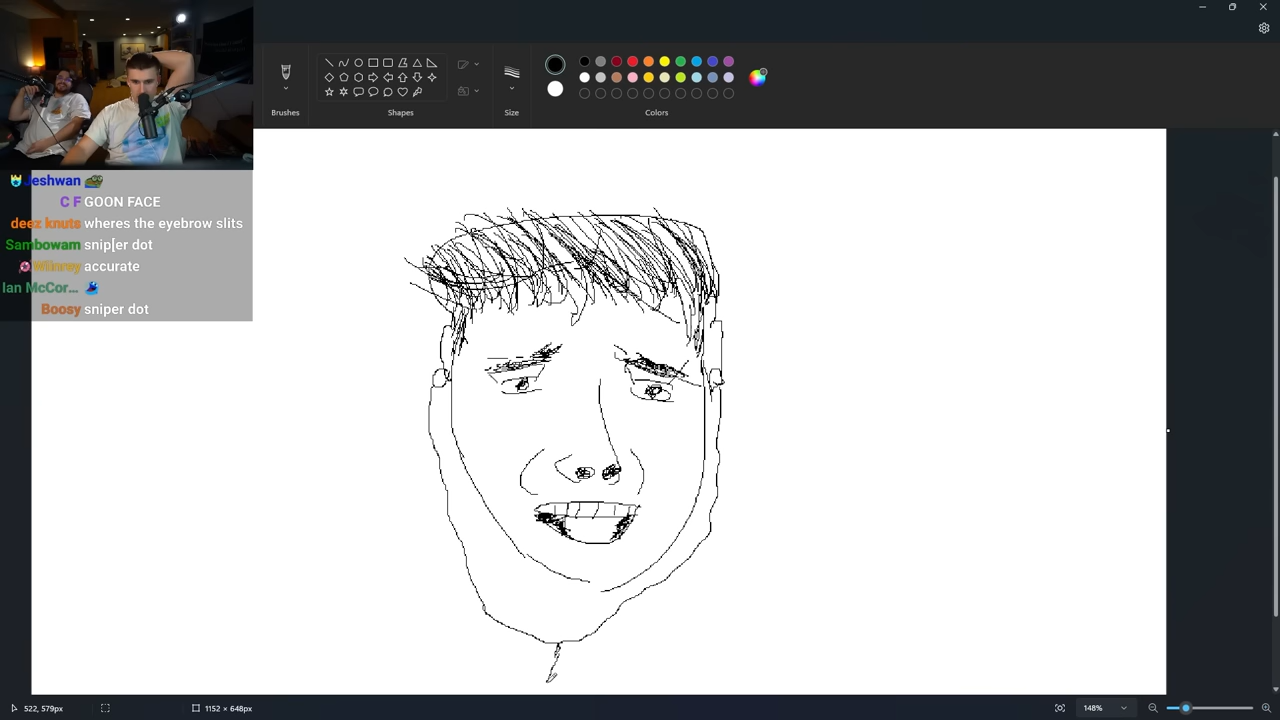 Brushes
Shapes
Size
Colors
Jeshwan
C F GOON FACE
deez knuts wheres the eyebrow slits
Sambowam sniper dot
accurate
Ian McCor...
Boosy sniper dot
522, 579px
1152 × 648px
148%